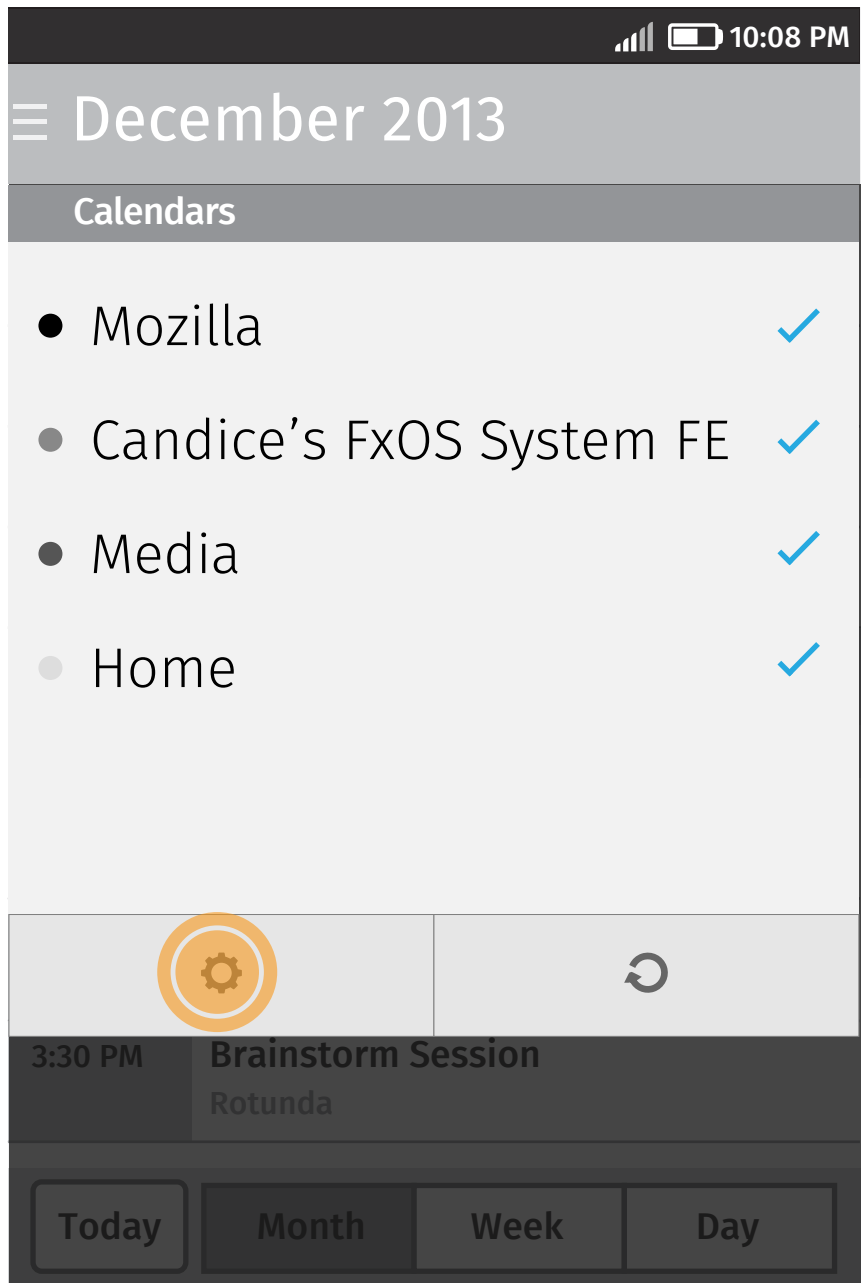 10:08 PM
December 2013
Calendars
Mozilla
Candice’s FxOS System FE
Media
Home
3:30 PM Brainstorm Session
Rotunda
Today Month Week Day